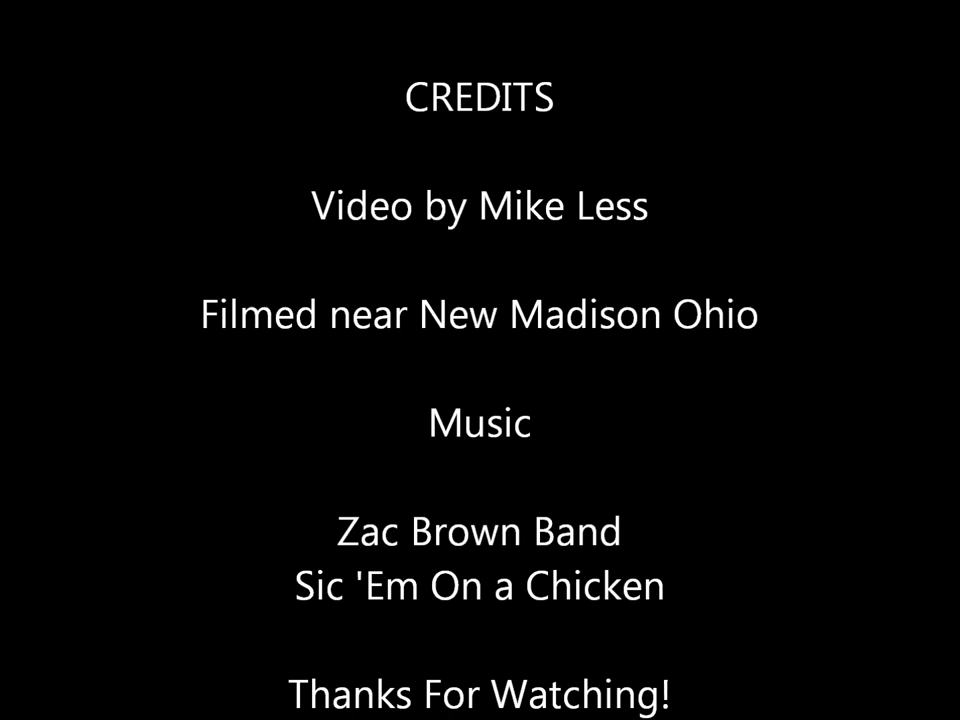 CREDITS
Video by Mike Less
Filmed near New Madison Ohio
Music
Zac Brown Band
Sic 'Em On a Chicken
Thanks For Watching!